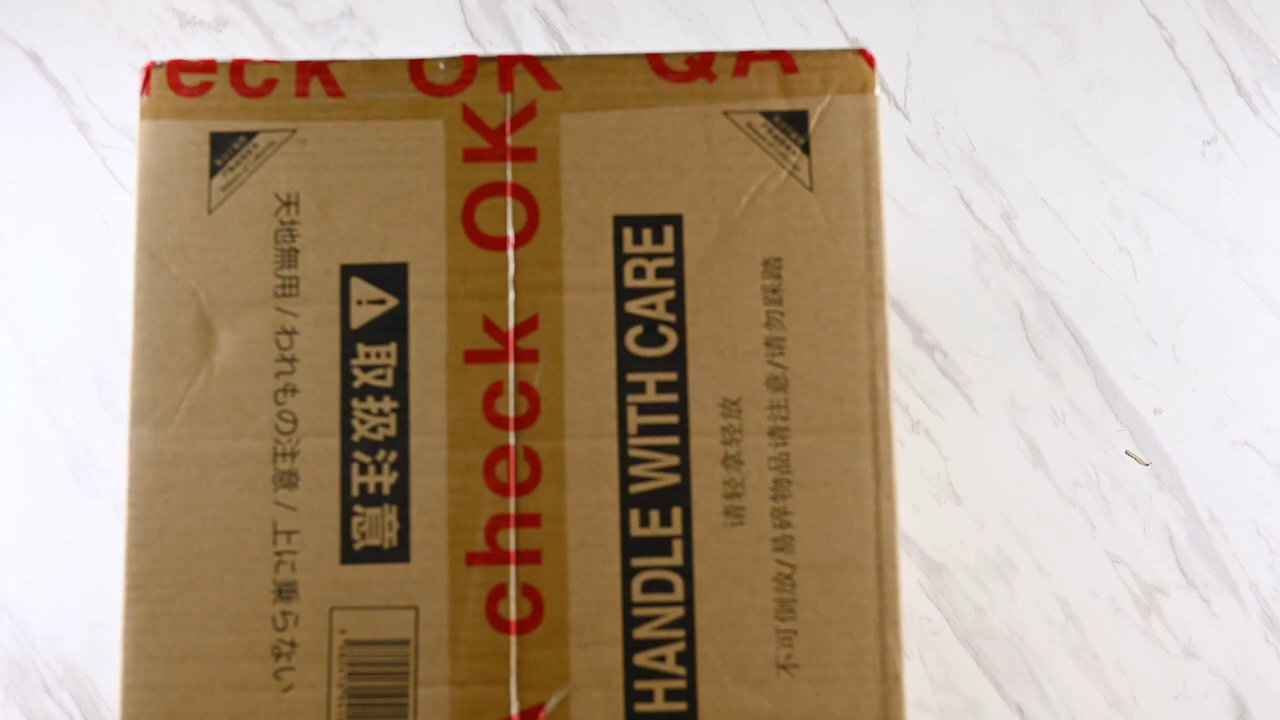 eck OK QA
check OK
天地無用 / われもの注意 / 上に乗らない
取扱注意
HANDLE WITH CARE
请轻拿轻放
不可倒放/易碎物品请注意/请勿踩踏